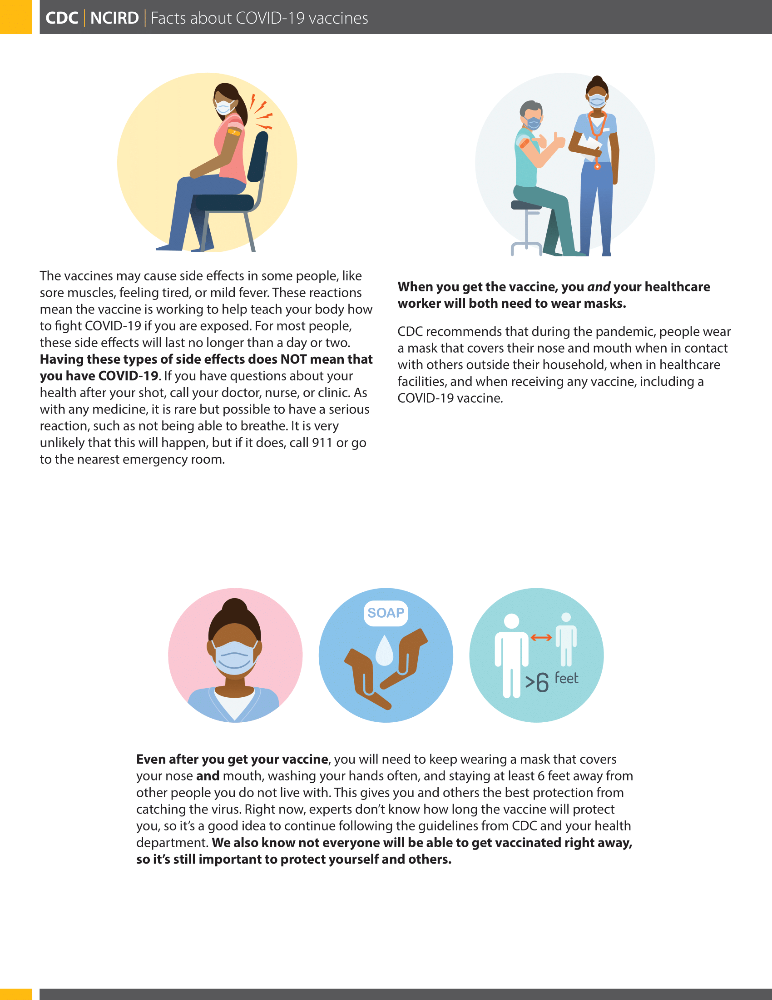 CDC | NCIRD | Facts about COVID-19 vaccines
The vaccines may cause side effects in some people, like
sore muscles, feeling tired, or mild fever. These reactions
mean the vaccine is working to help teach your body how
to fight COVID-19 if you are exposed. For most people,
these side effects will last no longer than a day or two.
Having these types of side effects does NOT mean that
you have COVID-19. If you have questions about your
health after your shot, call your doctor, nurse, or clinic. As
with any medicine, it is rare but possible to have a serious
reaction, such as not being able to breathe. It is very
unlikely that this will happen, but if it does, call 911 or go
to the nearest emergency room.
When you get the vaccine, you and your healthcare
worker will both need to wear masks.
CDC recommends that during the pandemic, people wear
a mask that covers their nose and mouth when in contact
with others outside their household, when in healthcare
facilities, and when receiving any vaccine, including a
COVID-19 vaccine.
SOAP
>6 feet
Even after you get your vaccine, you will need to keep wearing a mask that covers
your nose and mouth, washing your hands often, and staying at least 6 feet away from
other people you do not live with. This gives you and others the best protection from
catching the virus. Right now, experts don’t know how long the vaccine will protect
you, so it’s a good idea to continue following the guidelines from CDC and your health
department. We also know not everyone will be able to get vaccinated right away,
so it’s still important to protect yourself and others.